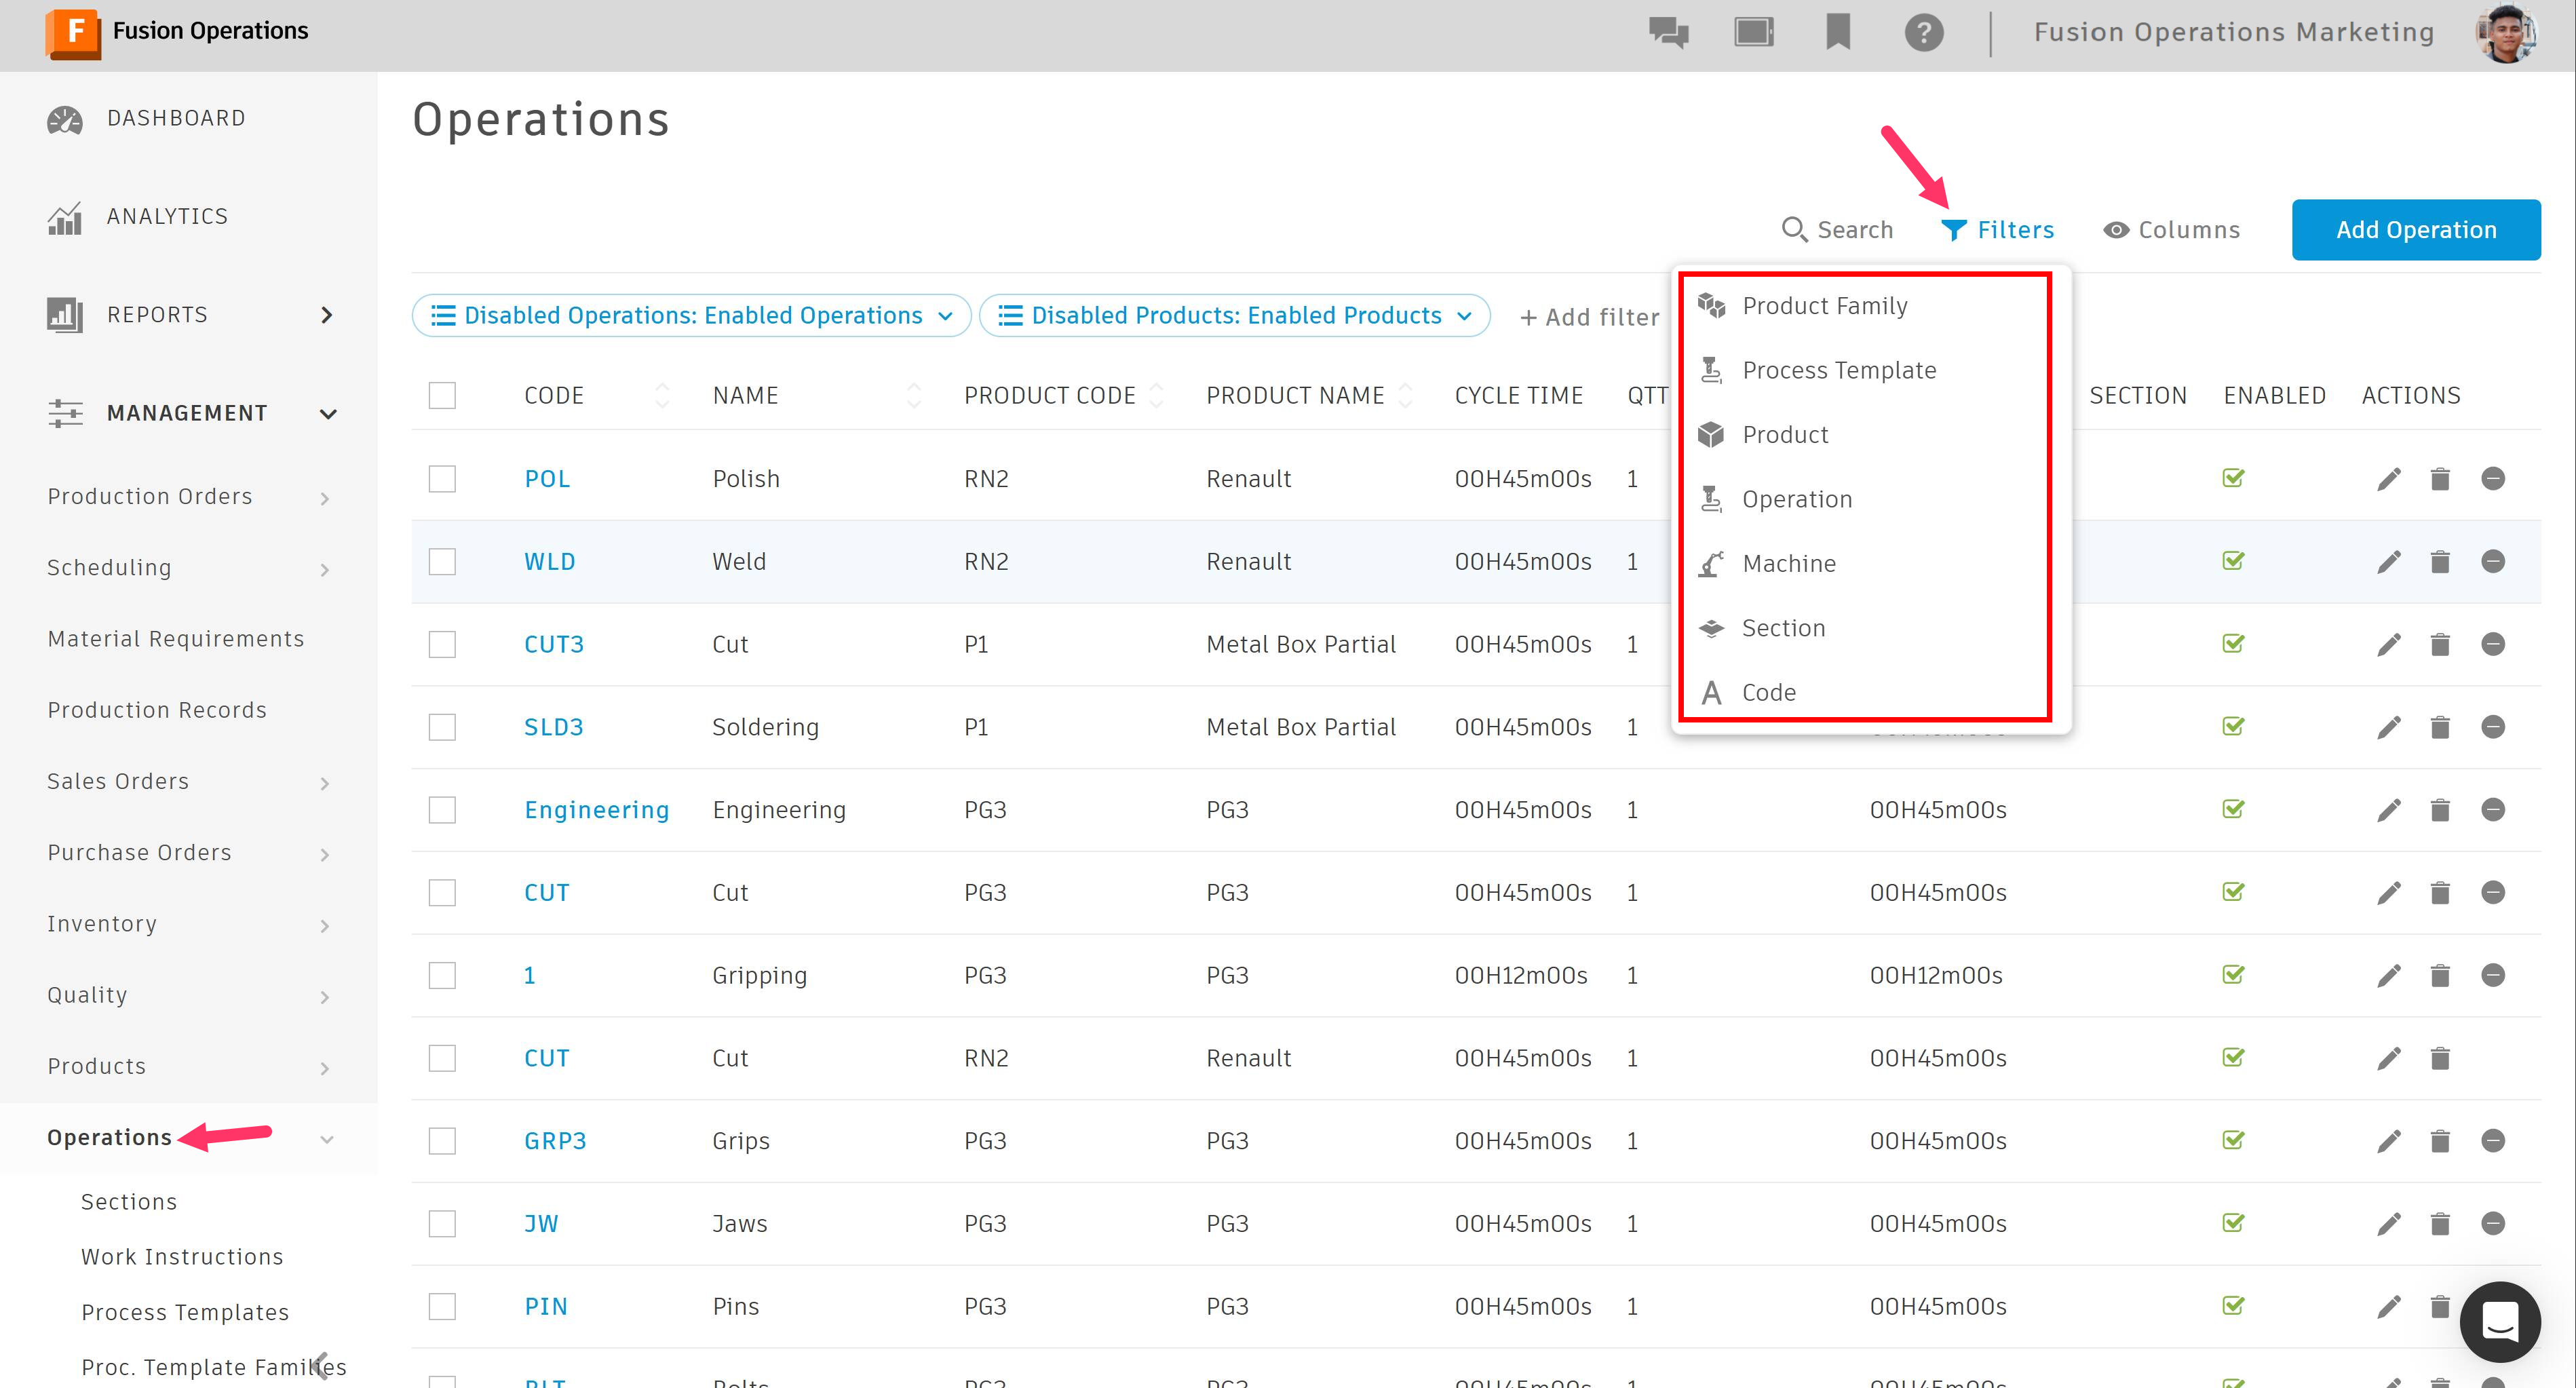 F Fusion Operations
Fusion Operations Marketing
DASHBOARD
ANALYTICS
REPORTS
MANAGEMENT
Production Orders
Scheduling
Material Requirements
Production Records
Sales Orders
Purchase Orders
Inventory
Quality
Products
Operations
Sections
Work Instructions
Process Templates
Proc. Template Families
Operations
Search Filters Columns Add Operation
Disabled Operations: Enabled Operations Disabled Products: Enabled Products + Add filter
Product Family
Process Template
Product
Operation
Machine
Section
A Code
CODE NAME PRODUCT CODE PRODUCT NAME CYCLE TIME QTT SECTION ENABLED ACTIONS
POL Polish RN2 Renault 00H45m00s 1
WLD Weld RN2 Renault 00H45m00s 1
CUT3 Cut P1 Metal Box Partial 00H45m00s 1
SLD3 Soldering P1 Metal Box Partial 00H45m00s 1
Engineering Engineering PG3 PG3 00H45m00s 1 00H45m00s
CUT Cut PG3 PG3 00H45m00s 1 00H45m00s
1 Gripping PG3 PG3 00H12m00s 1 00H12m00s
CUT Cut RN2 Renault 00H45m00s 1 00H45m00s
GRP3 Grips PG3 PG3 00H45m00s 1 00H45m00s
JW Jaws PG3 PG3 00H45m00s 1 00H45m00s
PIN Pins PG3 PG3 00H45m00s 1 00H45m00s